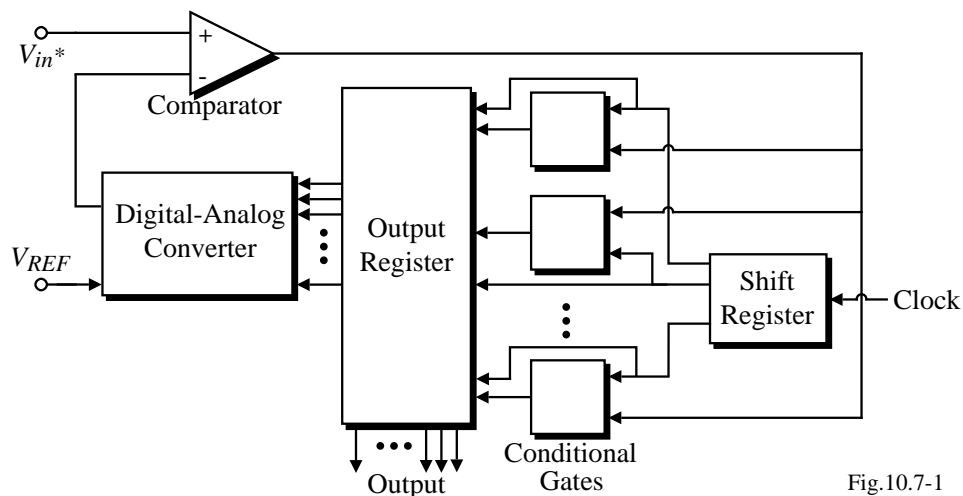 +
V_in*
-
Comparator
Digital-Analog
Converter
V_REF
Output
Register
Shift
Register
Clock
Conditional
Gates
Output
Fig.10.7-1